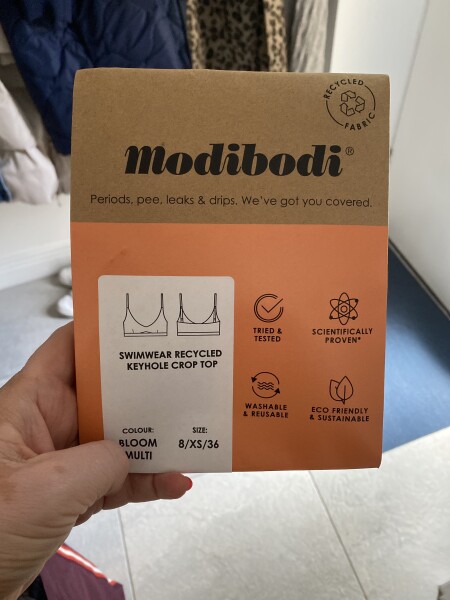 RECYCLED
FABRIC
Modibodi®
Periods, pee, leaks & drips. We've got you covered.
SWIMWEAR RECYCLED
KEYHOLE CROP TOP
COLOUR:
BLOOM
MULTI
SIZE:
8/XS/36
TRIED &
TESTED
SCIENTIFICALLY
PROVEN*
WASHABLE
& REUSABLE
ECO FRIENDLY
& SUSTAINABLE